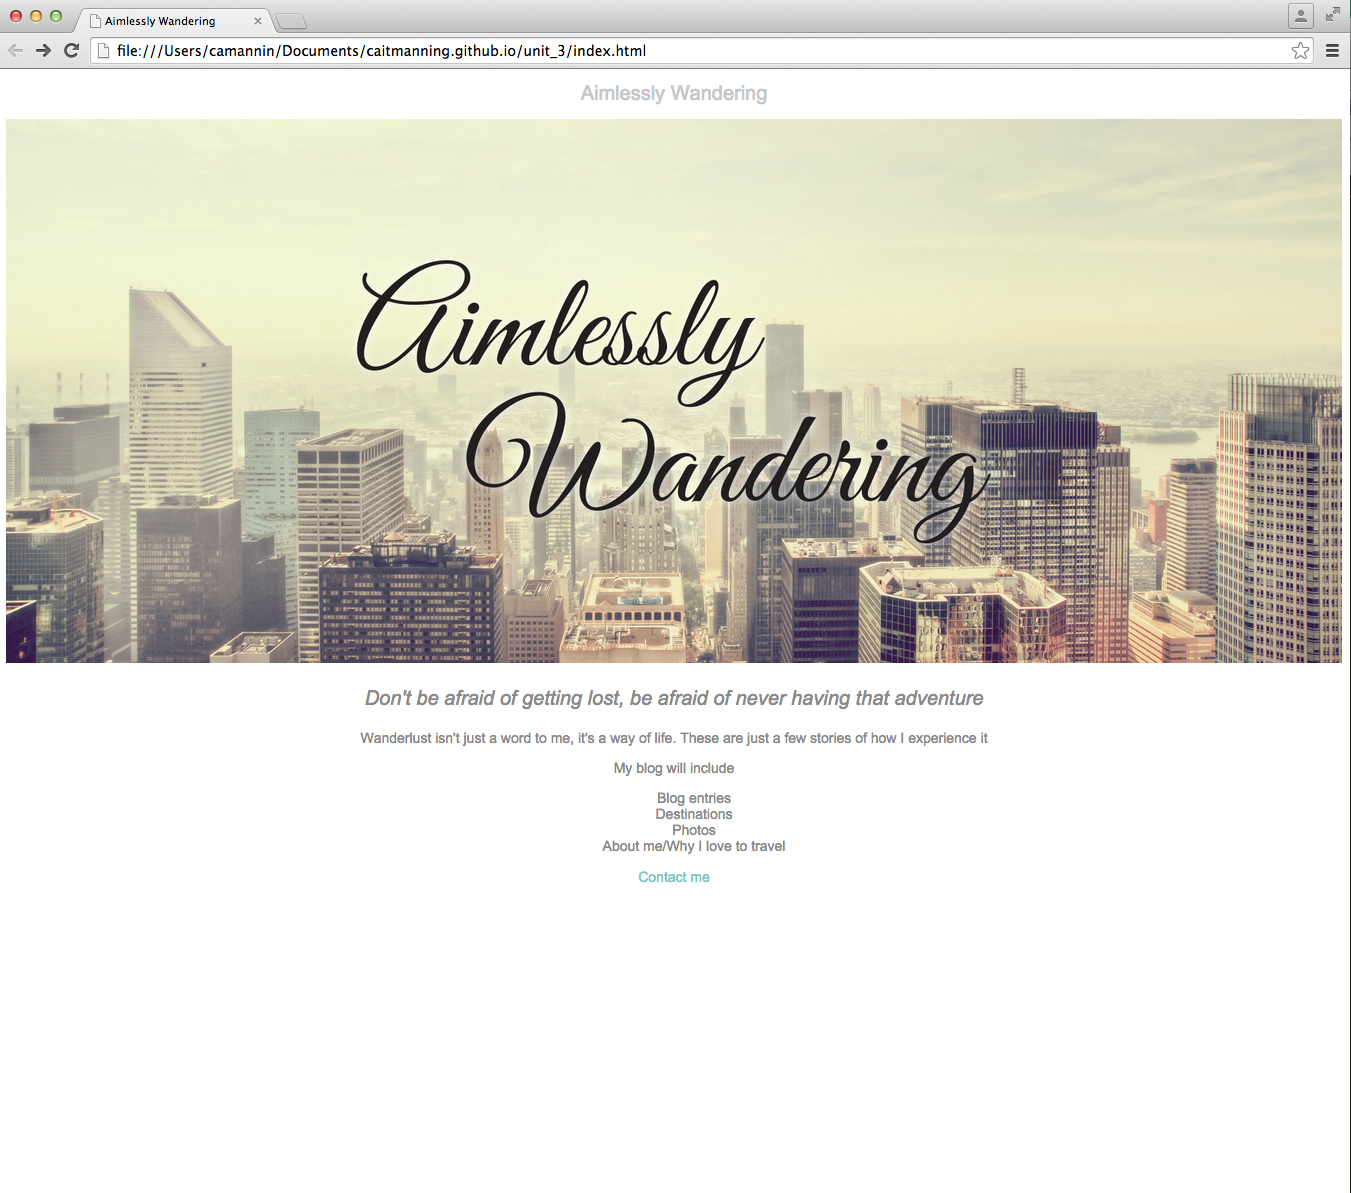 Aimlessly Wandering
file:///Users/camannin/Documents/caitmanning.github.io/unit_3/index.html
Aimlessly Wandering
Aimlessly
Wandering
Don't be afraid of getting lost, be afraid of never having that adventure
Wanderlust isn't just a word to me, it's a way of life. These are just a few stories of how I experience it
My blog will include
Blog entries
Destinations
Photos
About me/Why I love to travel
Contact me